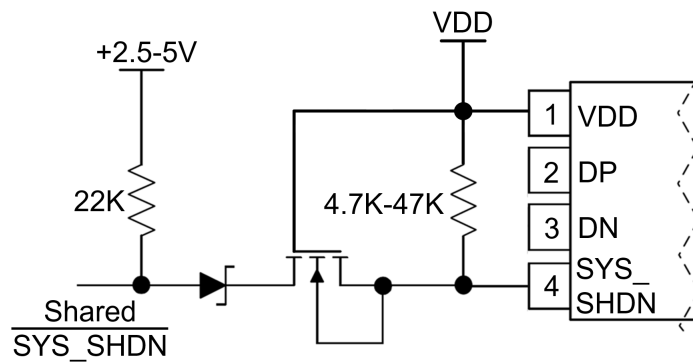 VDD
+2.5-5V
1 VDD
2 DP
22K
4.7K-47K
3 DN
4 SYS_
SHDN
Shared
SYS_SHDN